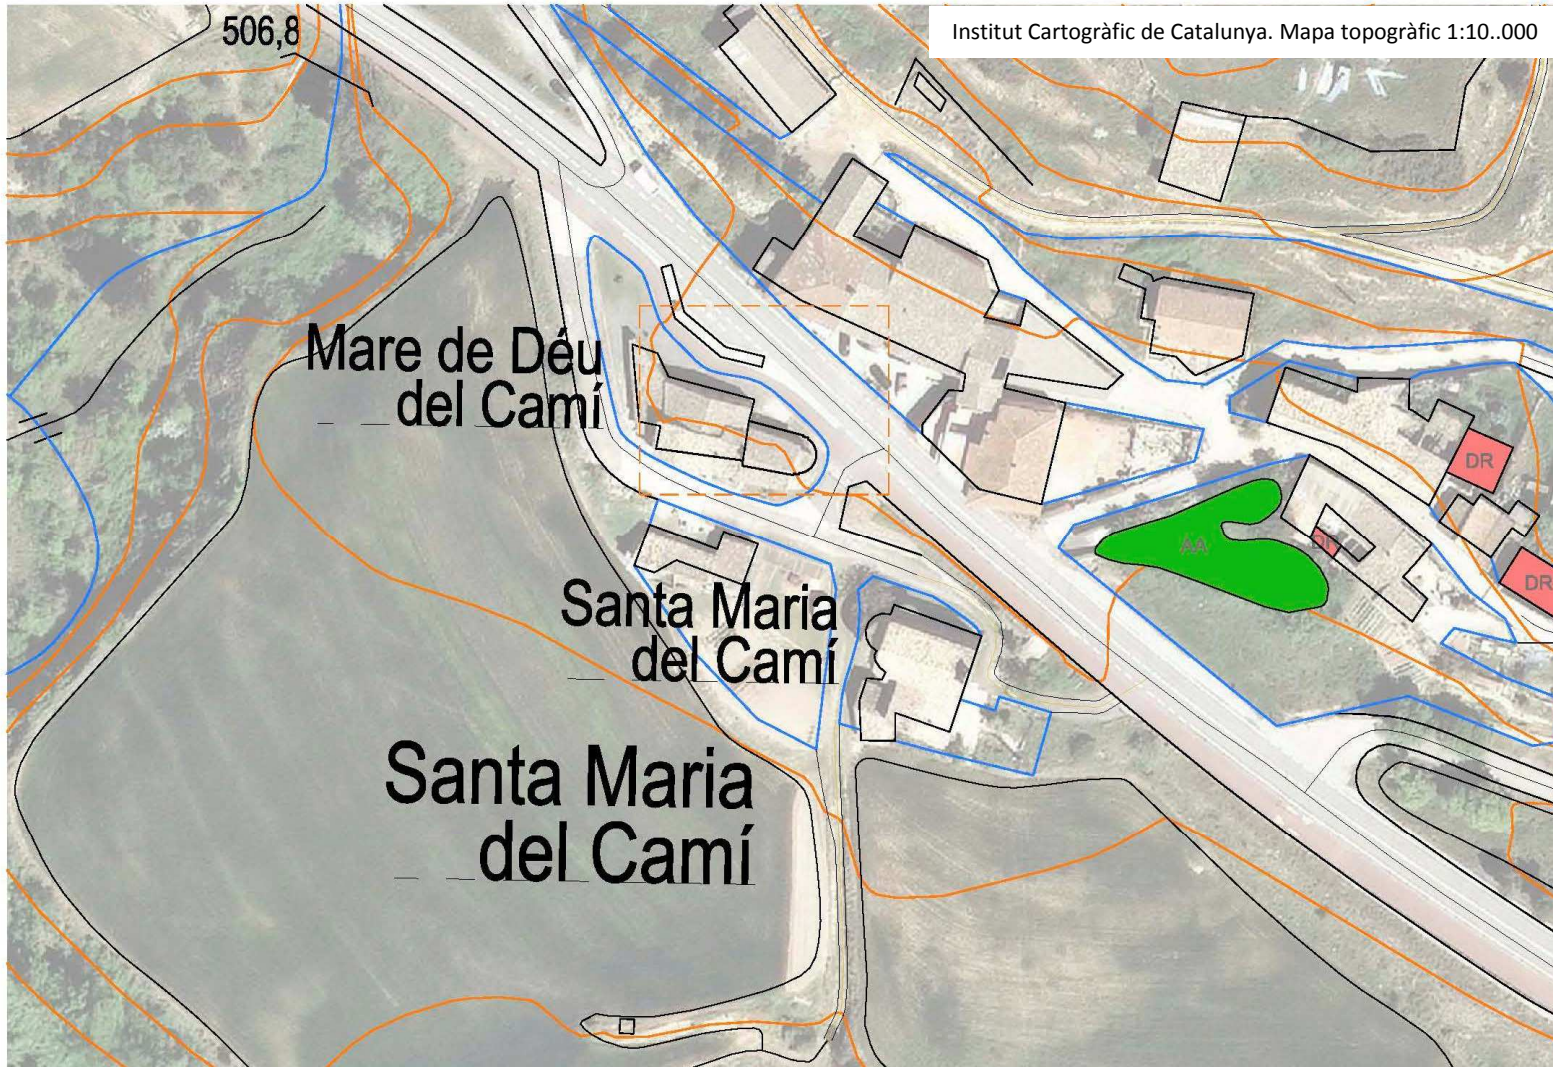 506,8
Institut Cartogràfic de Catalunya. Mapa topogràfic 1:10..000
Mare de Déu
del Camí
DR
AA
DR
Santa Maria
del Camí
Santa Maria
del Camí